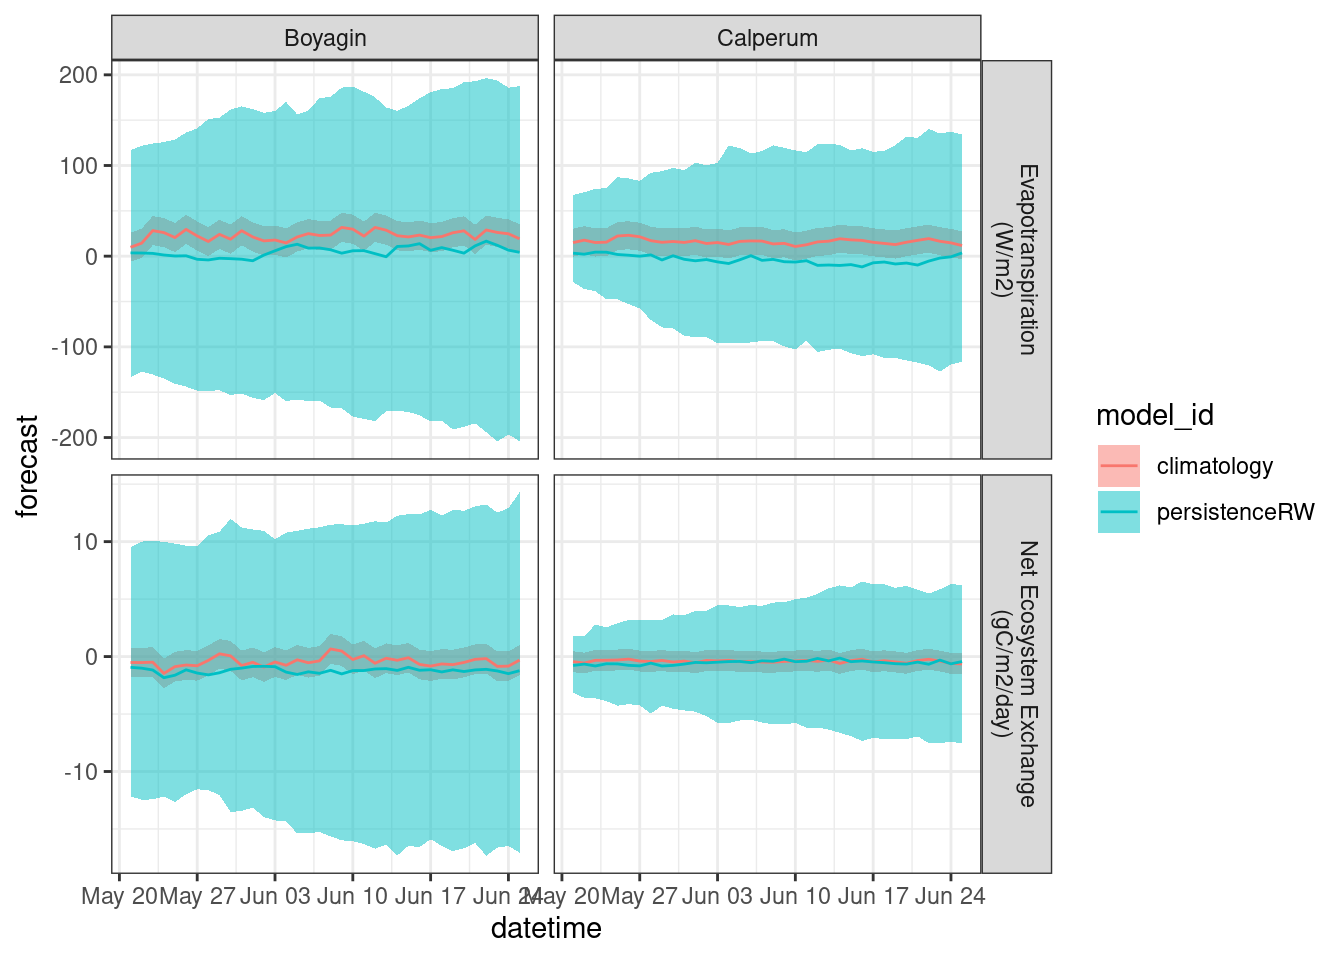 Boyagin
Calperum
200
100
0
-100
-200
Evapotranspiration
(W/m2)
10
0
-10
Net Ecosystem Exchange
(gC/m2/day)
forecast
May 20 May 27 Jun 03 Jun 10 Jun 17 Jun 24
May 20 May 27 Jun 03 Jun 10 Jun 17 Jun 24
datetime
model_id
climatology
persistenceRW